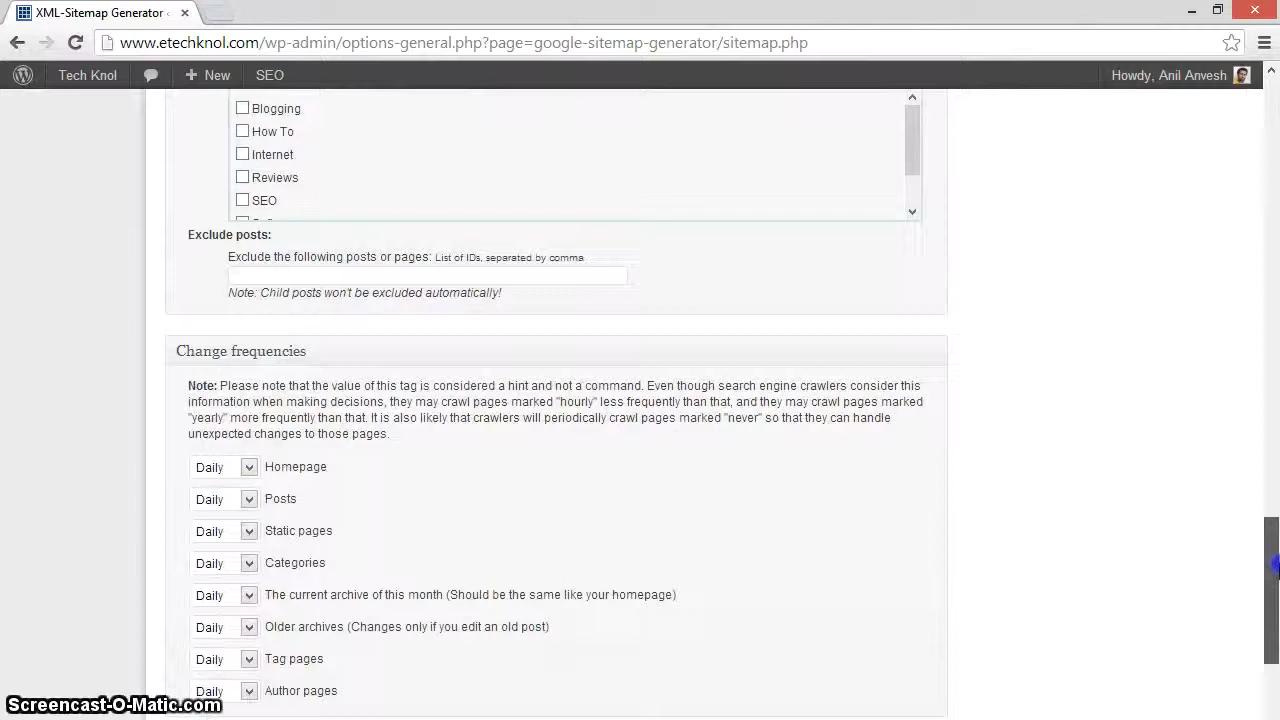 XML-Sitemap Generator
www.etechknol.com/wp-admin/options-general.php?page=google-sitemap-generator/sitemap.php
Tech Knol
New
SEO
Howdy, Anil Anvesh
Blogging
How To
Internet
Reviews
SEO
Exclude posts:
Exclude the following posts or pages: List of IDs, separated by comma
Note: Child posts won't be excluded automatically!
Change frequencies
Note: Please note that the value of this tag is considered a hint and not a command. Even though search engine crawlers consider this
information when making decisions, they may crawl pages marked "hourly" less frequently than that, and they may crawl pages marked
"yearly" more frequently than that. It is also likely that crawlers will periodically crawl pages marked "never" so that they can handle
unexpected changes to those pages.
Daily Homepage
Daily Posts
Daily Static pages
Daily Categories
Daily The current archive of this month (Should be the same like your homepage)
Daily Older archives (Changes only if you edit an old post)
Daily Tag pages
Daily Author pages
Screencast-O-Matic.com